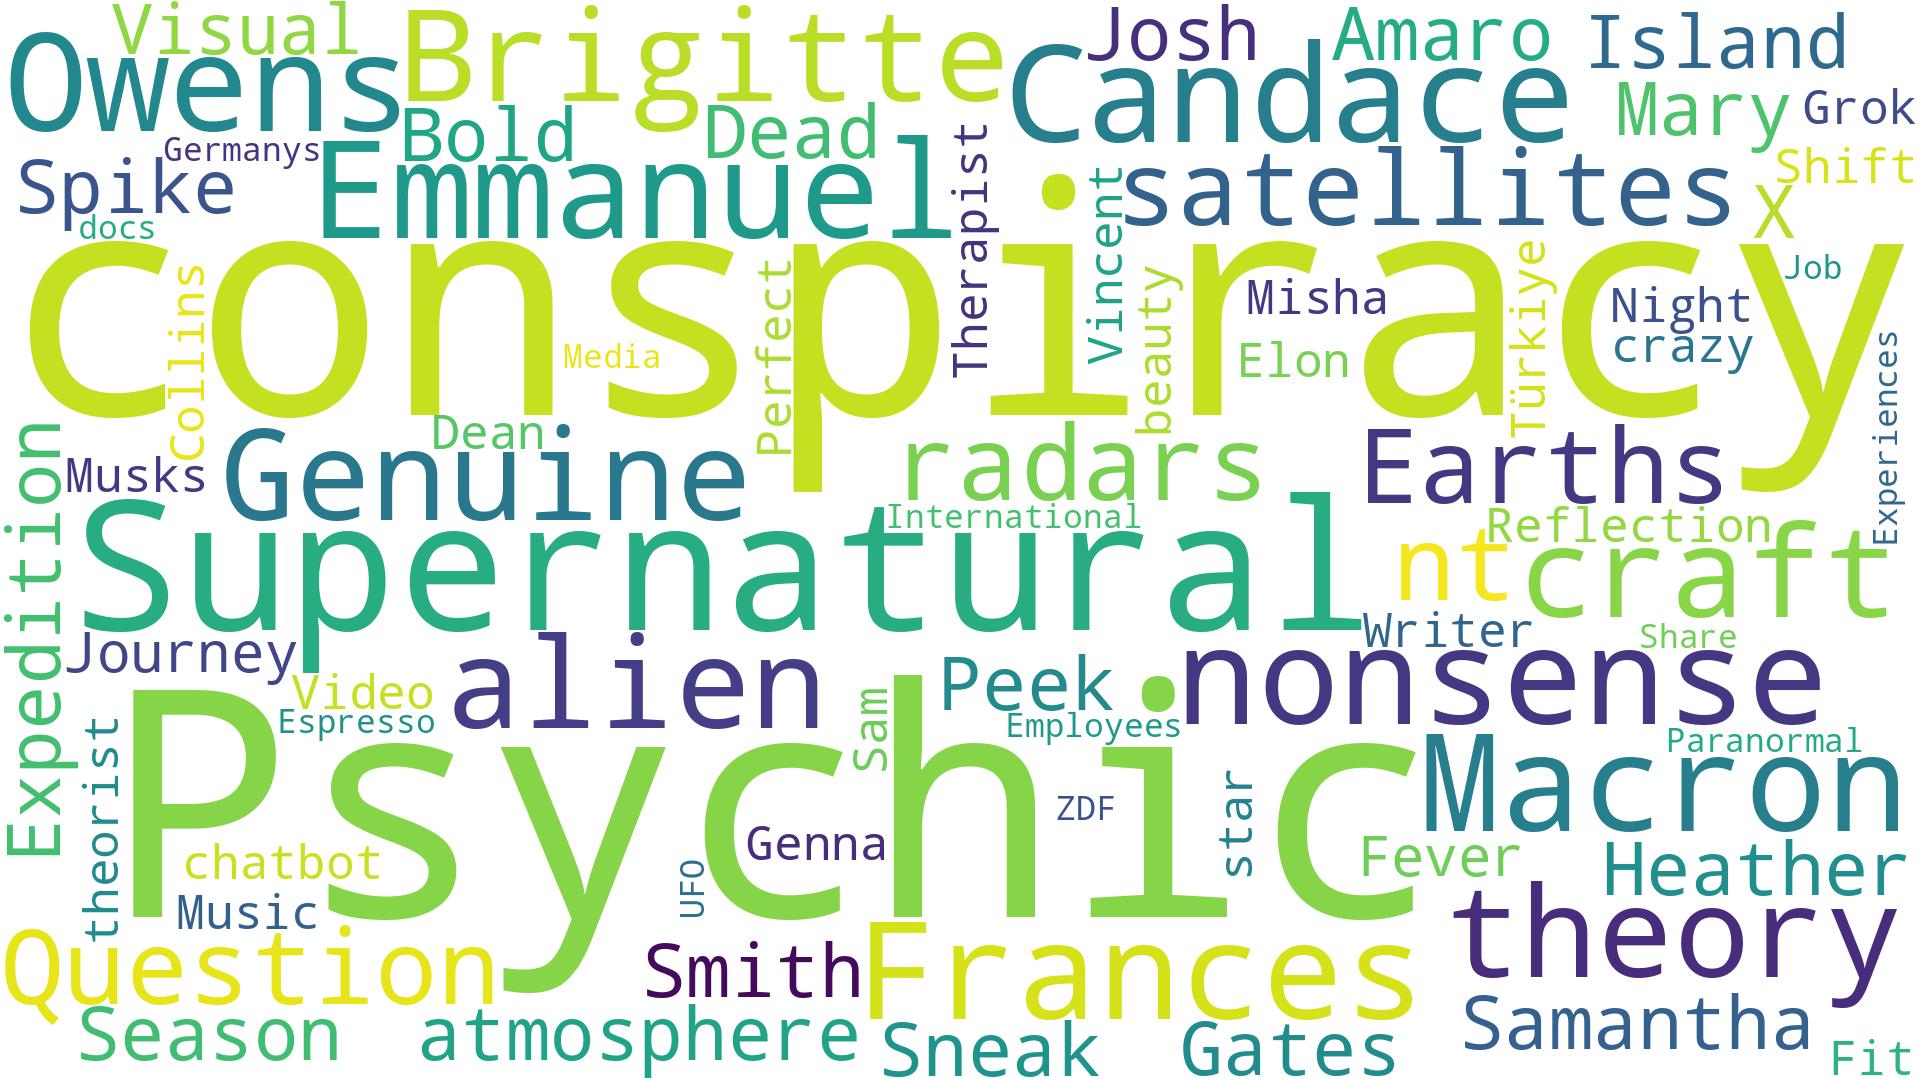 Visual
Brigitte
Josh
Amaro
Island
Owens
Candace
Mary
Grok
Bold
Dead
Germanys
Emmanuel
Therapist
Vincent
satellites
Shift
Spike
docs
X
conspiracy
Collins
Media
Perfect
beauty
Misha
Elon
Türkiye
Night
crazy
Job
Experiences
Expedition
Musks
Dean
Genuine
radars
Earths
Supernatural
International
Reflection
nt
craft
Journey
Writer
Share
Video
Espresso
alien
Peek
Employees
nonsense
Sam
theorist
Psychic
Macron
Paranormal
ZDF
star
chatbot
Genna
Fever
Heather
UFO
Music
theory
Question
Smith
Frances
Season
atmosphere
Sneak
Gates
Samantha
Fit